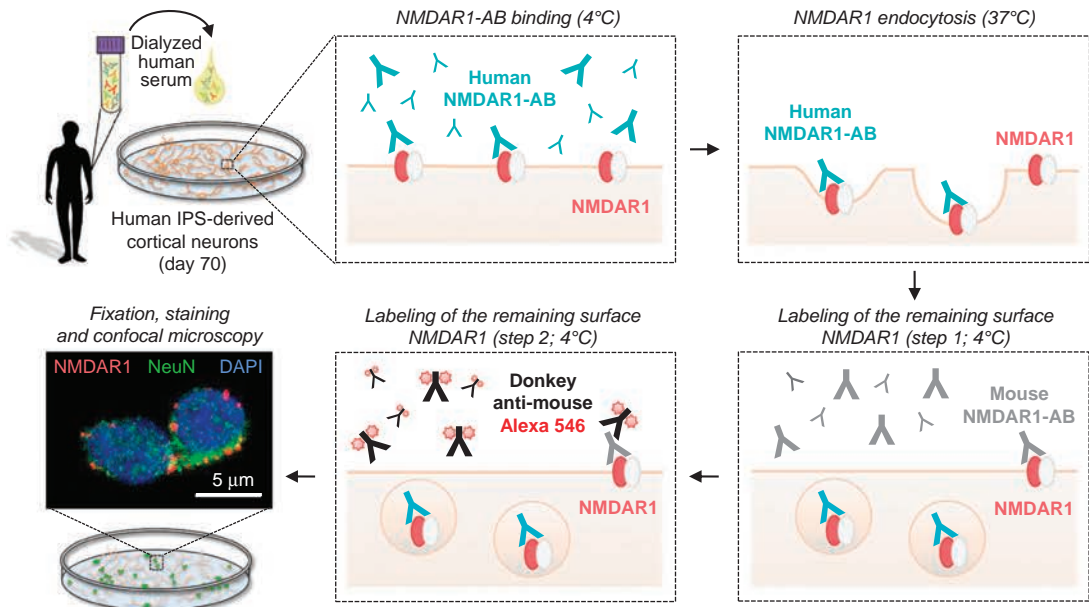 NMDAR1-AB binding (4°C)
NMDAR1 endocytosis (37°C)
Dialyzed
human
serum
Human IPS-derived
cortical neurons
(day 70)
Human
NMDAR1-AB
NMDAR1
Human
NMDAR1-AB
NMDAR1
Fixation, staining
and confocal microscopy
NMDAR1 NeuN DAPI
5 μm
Labeling of the remaining surface
NMDAR1 (step 2; 4°C)
Donkey
anti-mouse
Alexa 546
NMDAR1
Labeling of the remaining surface
NMDAR1 (step 1; 4°C)
Mouse
NMDAR1-AB
NMDAR1